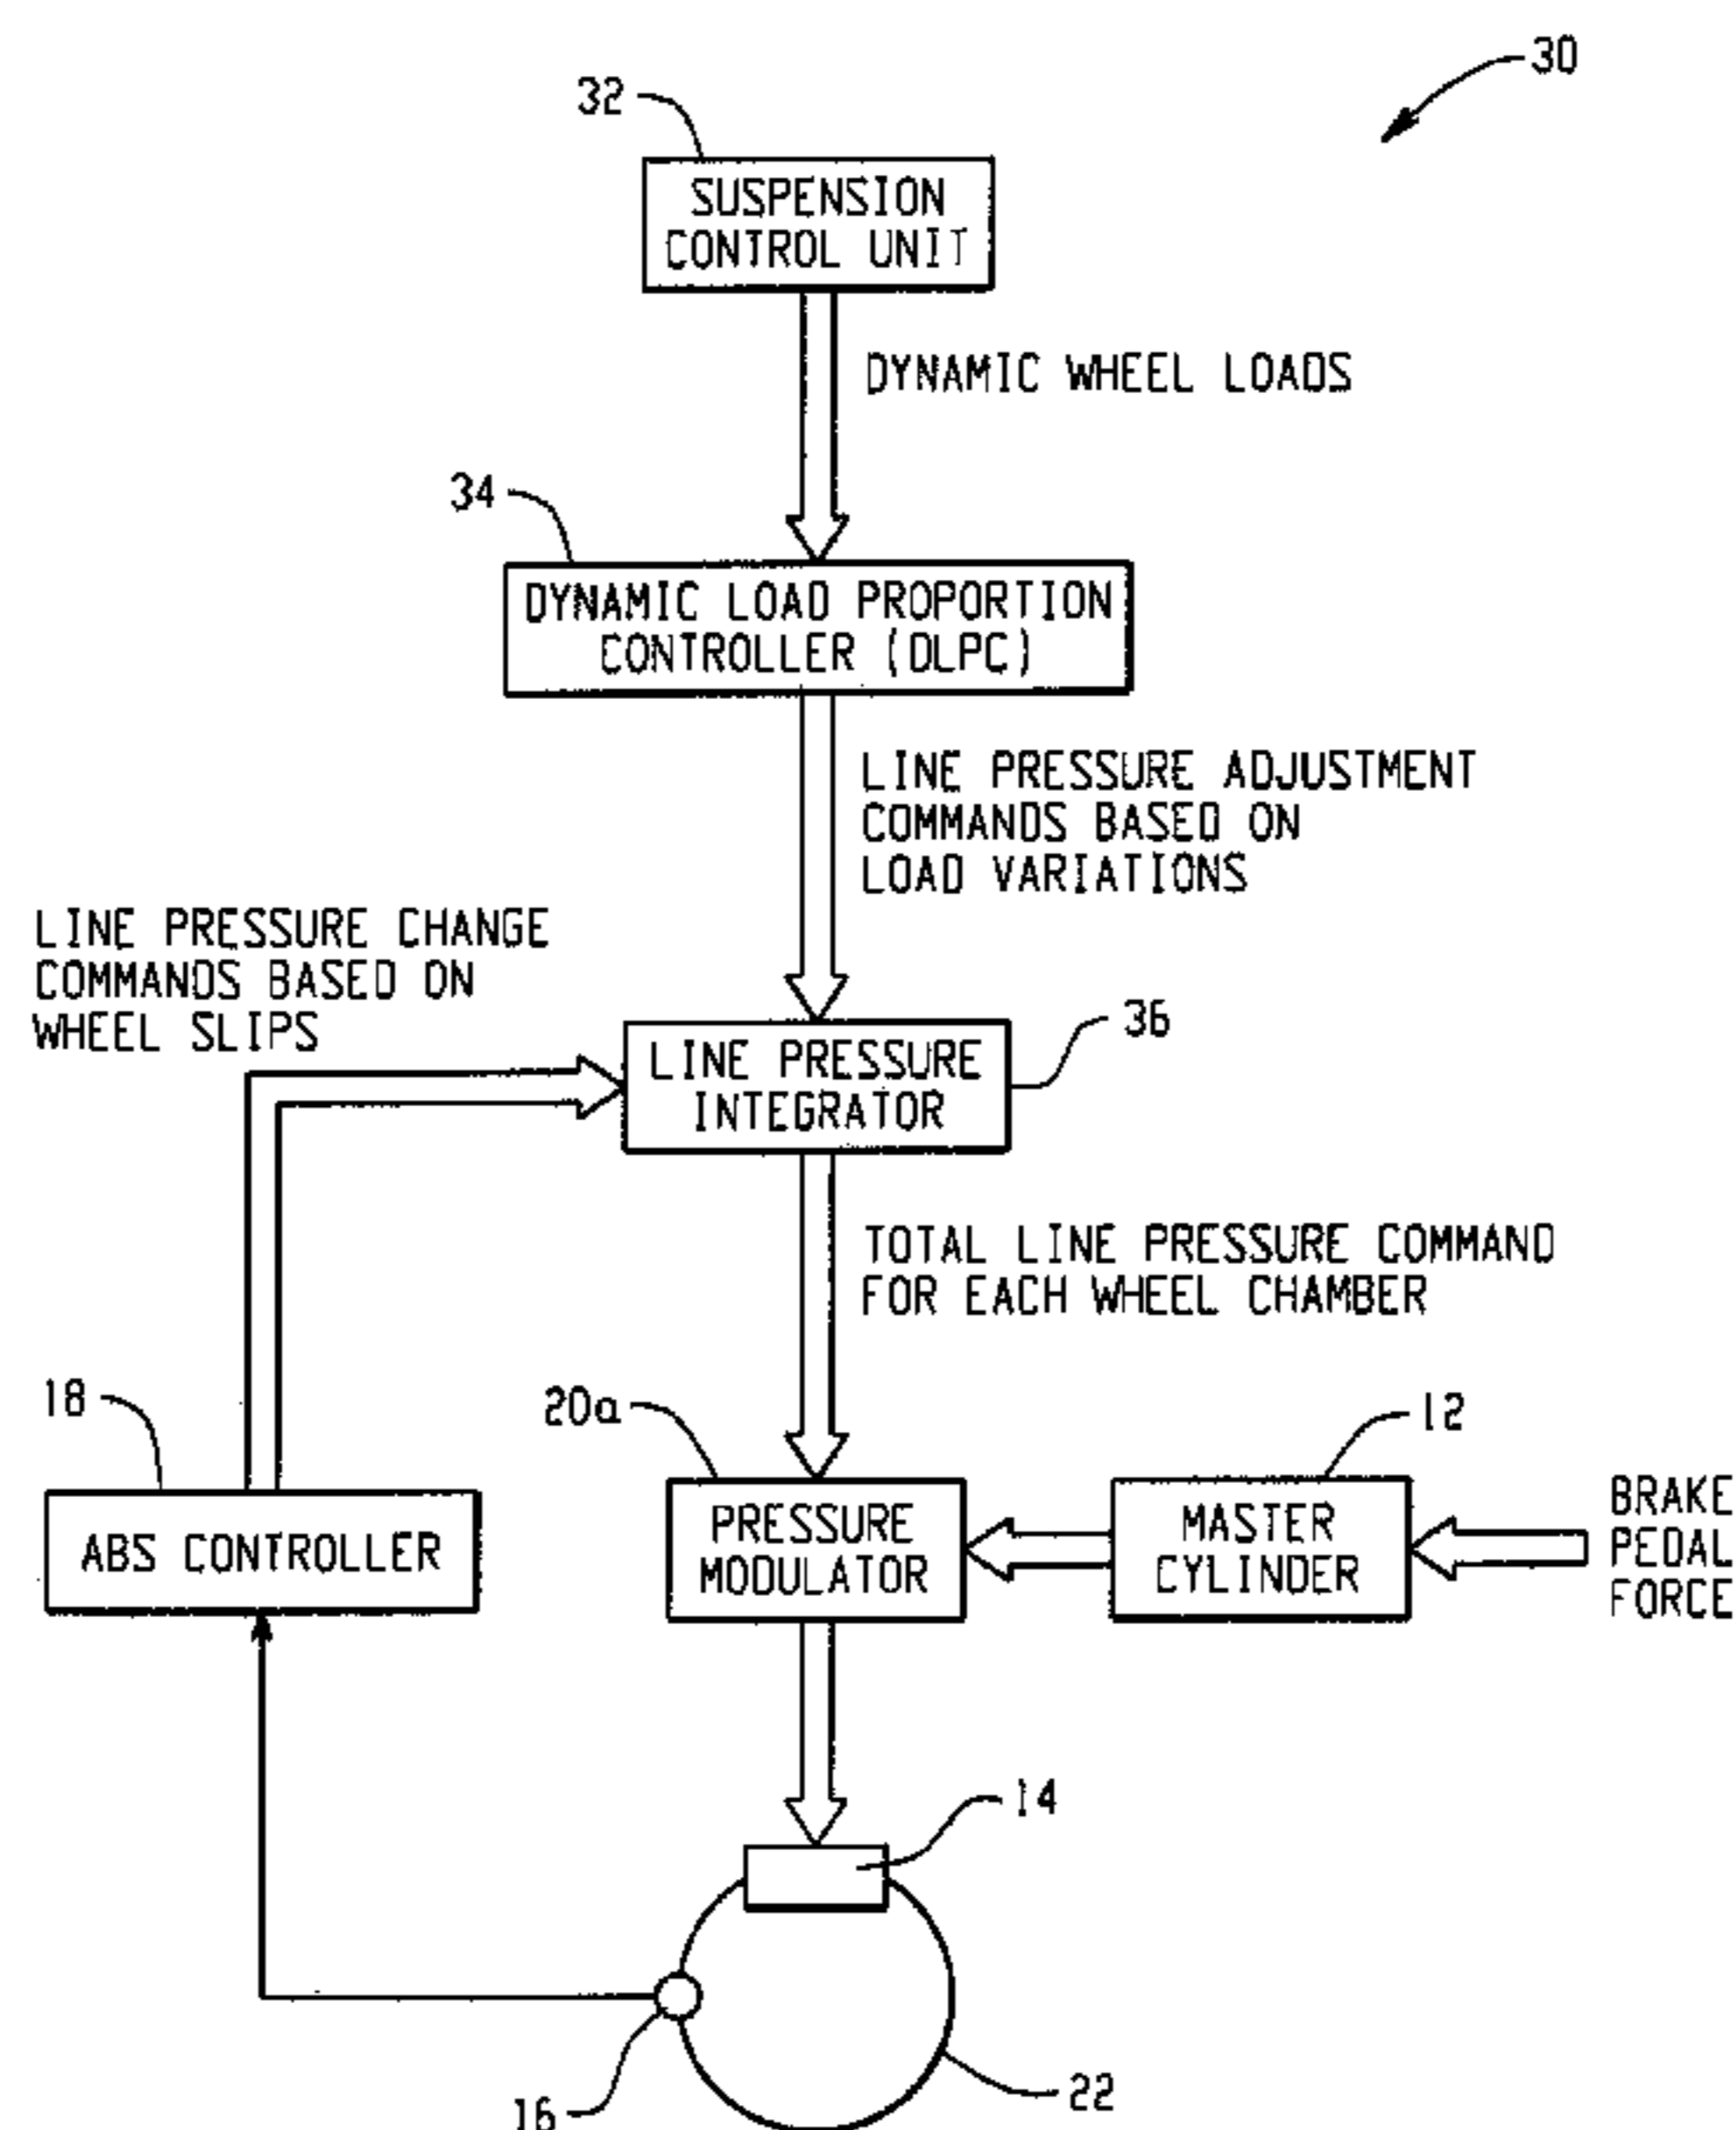 30
32
SUSPENSION
CONTROL UNIT
DYNAMIC WHEEL LOADS
34
DYNAMIC LOAD PROPORTION
CONTROLLER (DLPC)
LINE PRESSURE ADJUSTMENT
COMMANDS BASED ON
LOAD VARIATIONS
LINE PRESSURE CHANGE
COMMANDS BASED ON
WHEEL SLIPS
36
LINE PRESSURE
INTEGRATOR
TOTAL LINE PRESSURE COMMAND
FOR EACH WHEEL CHAMBER
18
20a
12
ABS CONTROLLER
PRESSURE
MODULATOR
MASTER
CYLINDER
BRAKE
PEDAL
FORCE
14
16
22